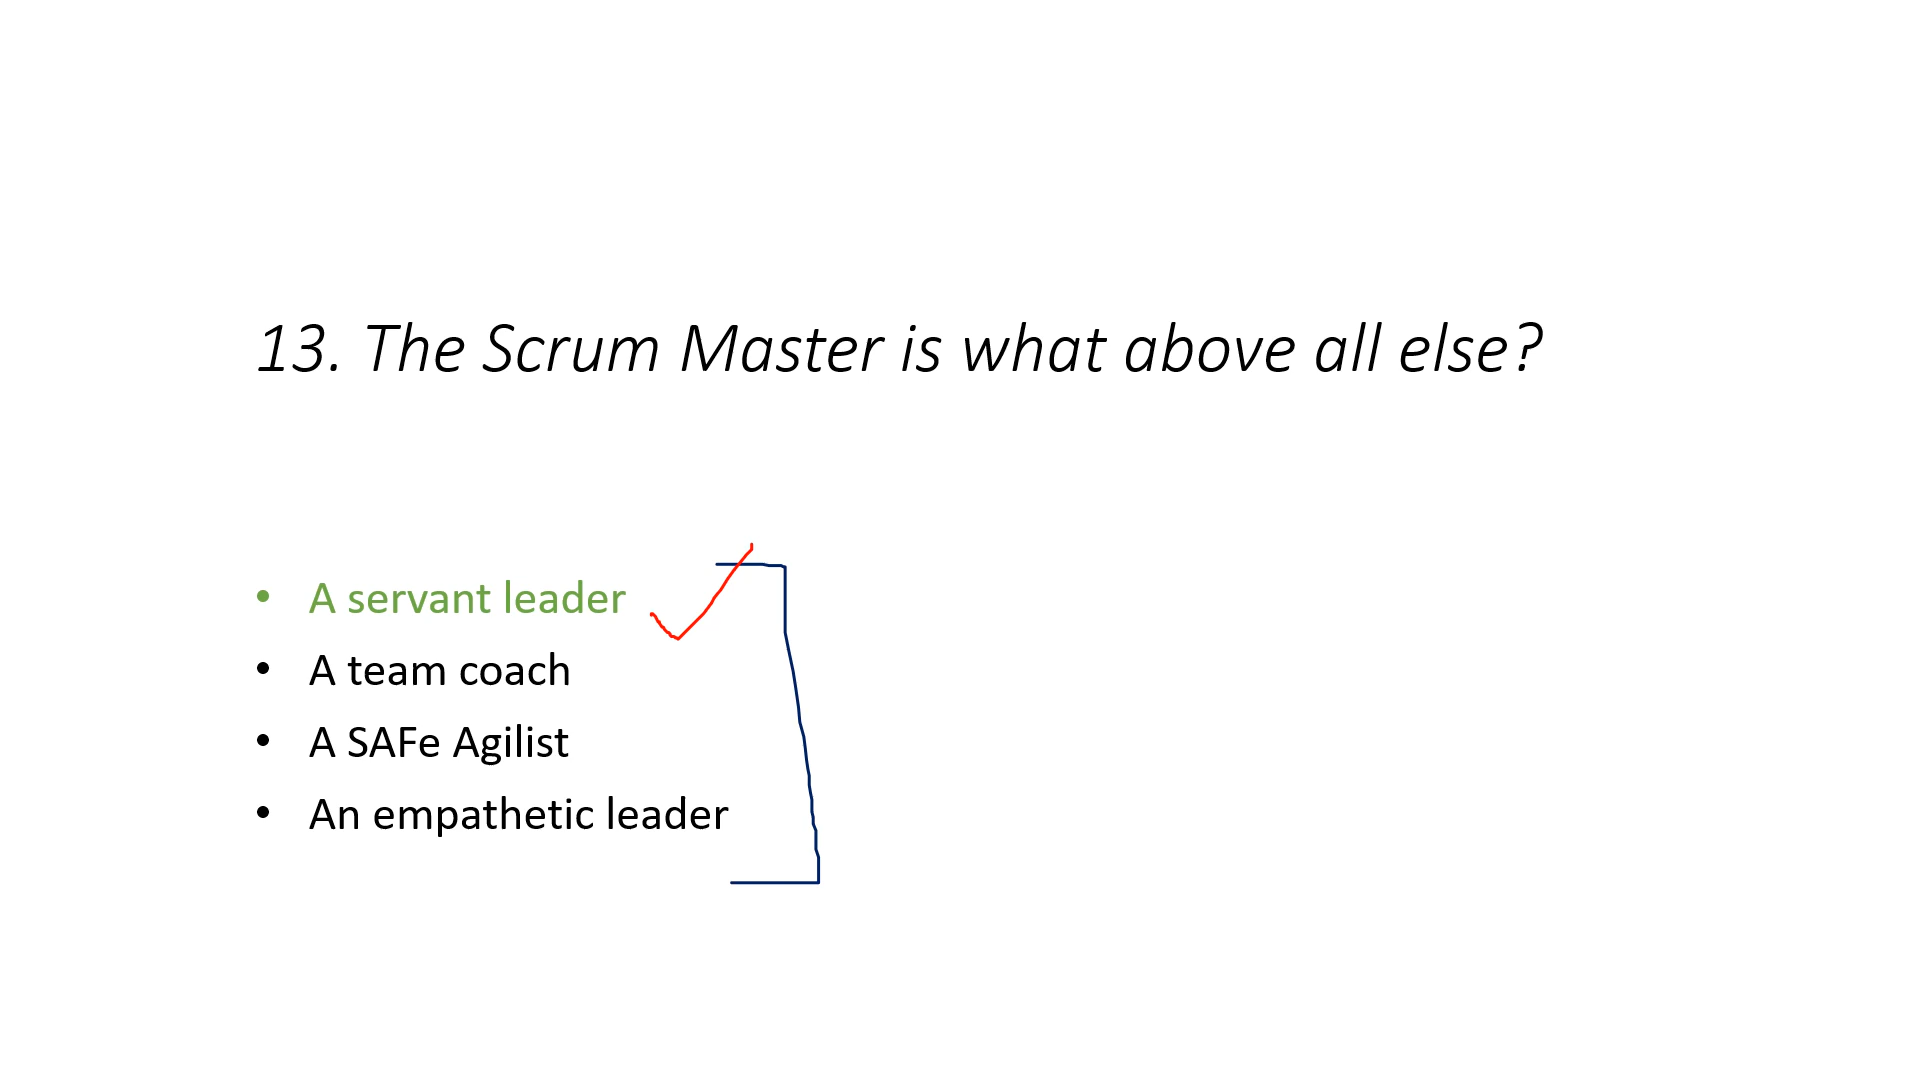 13. The Scrum Master is what above all else?
• A servant leader
• A team coach
• A SAFe Agilist
• An empathetic leader